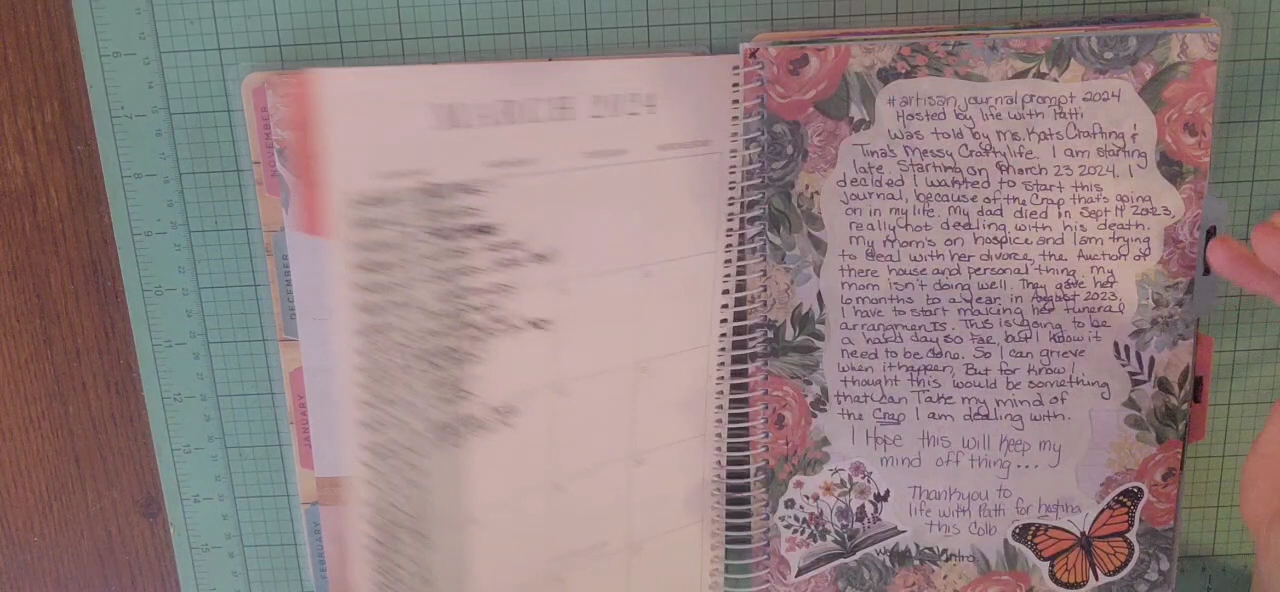 NOVEMBER
DECEMBER
JANUARY
FEBRUARY
MARCH 2024
#artisanjournalprompt 2024
Hosted by life with Patti
Was told by Ms. Kats Crafting &
Tina's Messy Craftylife. I am starting
late. Starting on March 23 2024. I
decided I wanted to start this
journal, because of the Crap that's going
on in my life. My dad died in Sept 2023,
really not dealing with his death.
My Mom's on hospice and I am trying
to deal with her divorce, the Auction of
there house and personal thing. My
mom isn't doing well. They gave her
6 months to a year in August 2023.
I have to start making her funeral
arrangments. This is going to be
a hard day so far, but I know it
need to be done. So I can grieve
when it happen, But for know I
thought this would be something
that can Take my mind of
the Crap I am dealing with.
I Hope this will keep my
mind off thing...
Thankyou to
life with Patti for hosting
this Colb
Intro